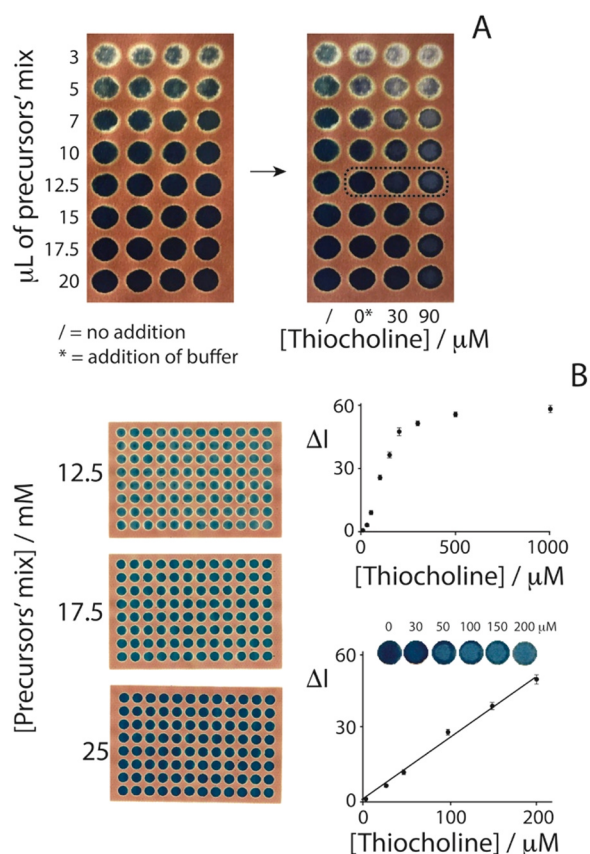 A
μL of precursors' mix
3
5
7
10
12.5
15
17.5
20
/ 0* 30 90
/ = no addition
* = addition of buffer
[Thiocholine] / μM
B
[Precursors' mix] / mM
12.5
17.5
25
60
ΔI
30
0
0 500 1000
[Thiocholine] / μM
0 30 50 100 150 200 μM
60
ΔI
30
0
0 100 200
[Thiocholine] / μM